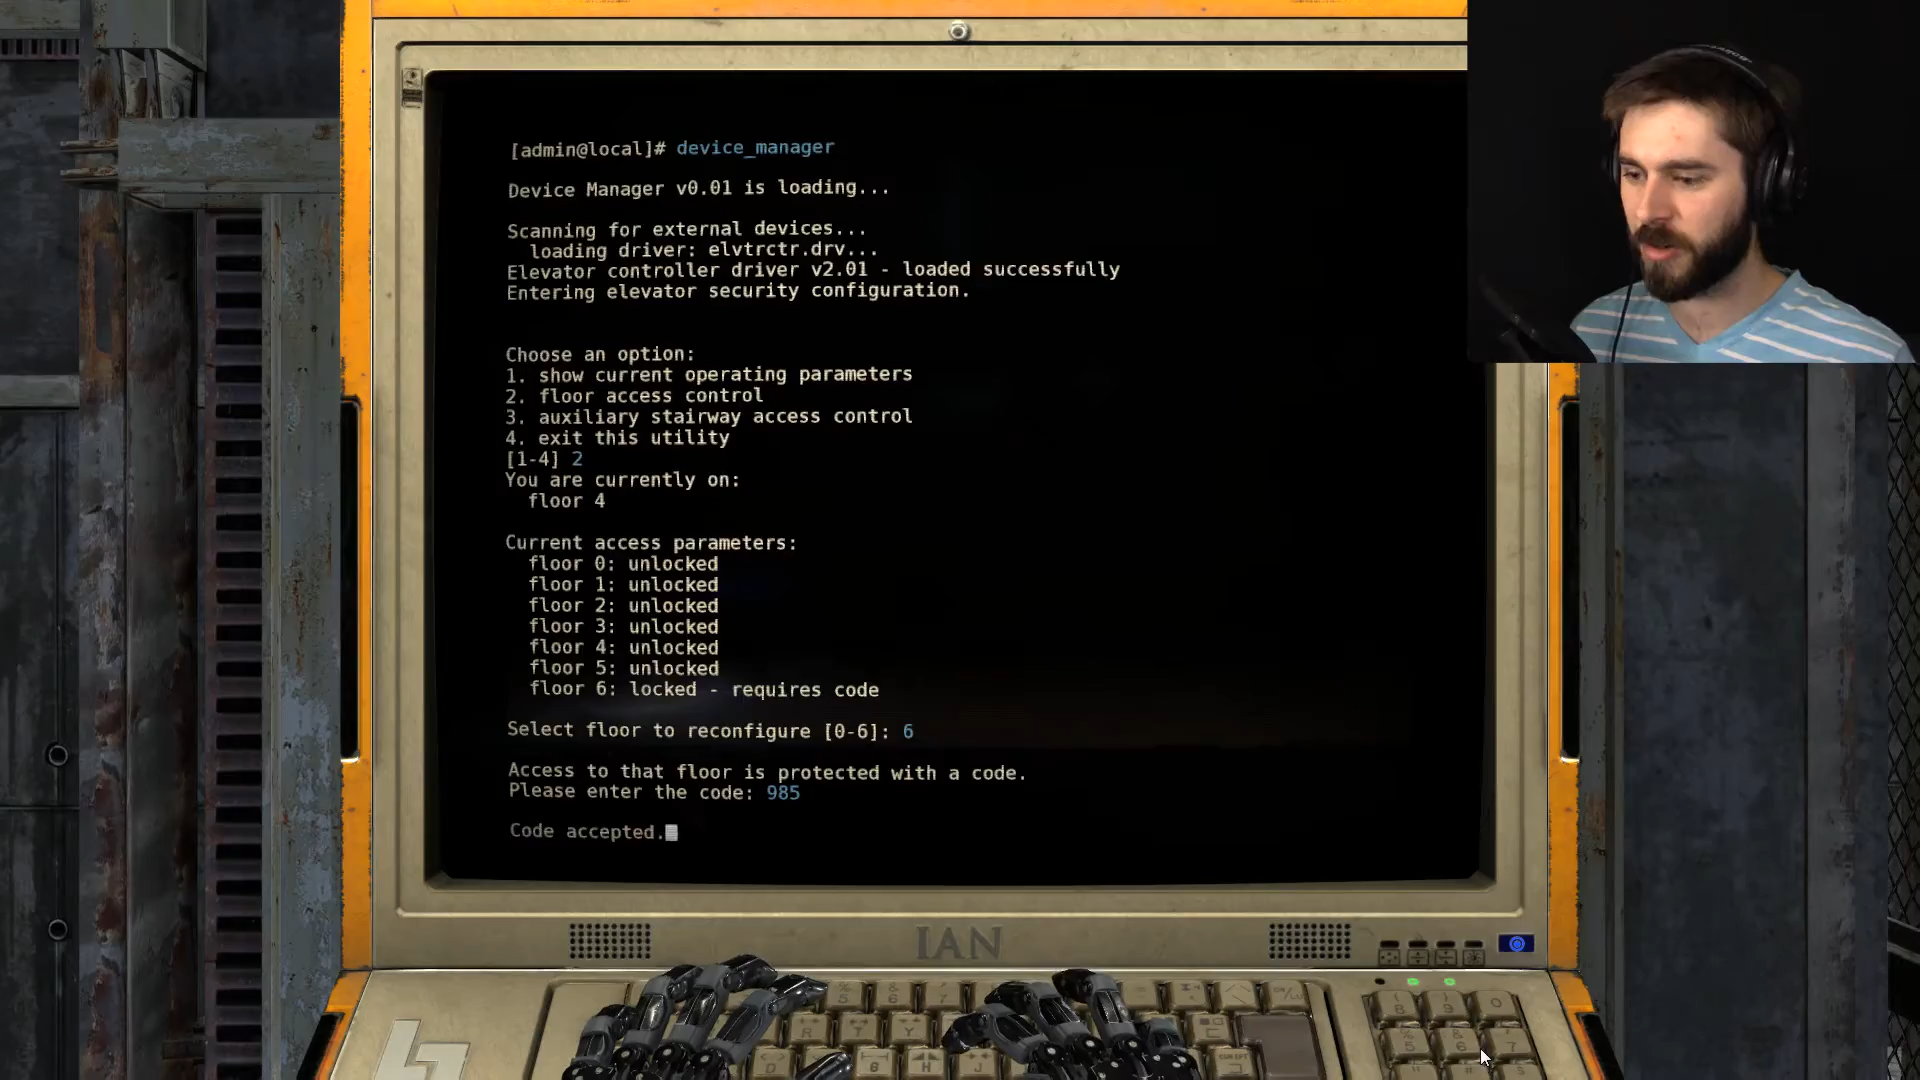 [admin@local]# device_manager
Device Manager v0.01 is loading...
Scanning for external devices...
loading driver: elvtrctr.drv...
Elevator controller driver v2.01 - loaded successfully
Entering elevator security configuration.
Choose an option:
1. show current operating parameters
2. floor access control
3. auxiliary stairway access control
4. exit this utility
[1-4] 2
You are currently on:
floor 4
Current access parameters:
floor 0: unlocked
floor 1: unlocked
floor 2: unlocked
floor 3: unlocked
floor 4: unlocked
floor 5: unlocked
floor 6: locked - requires code
Select floor to reconfigure [0-6]: 6
Access to that floor is protected with a code.
Please enter the code: 985
Code accepted.
IAN